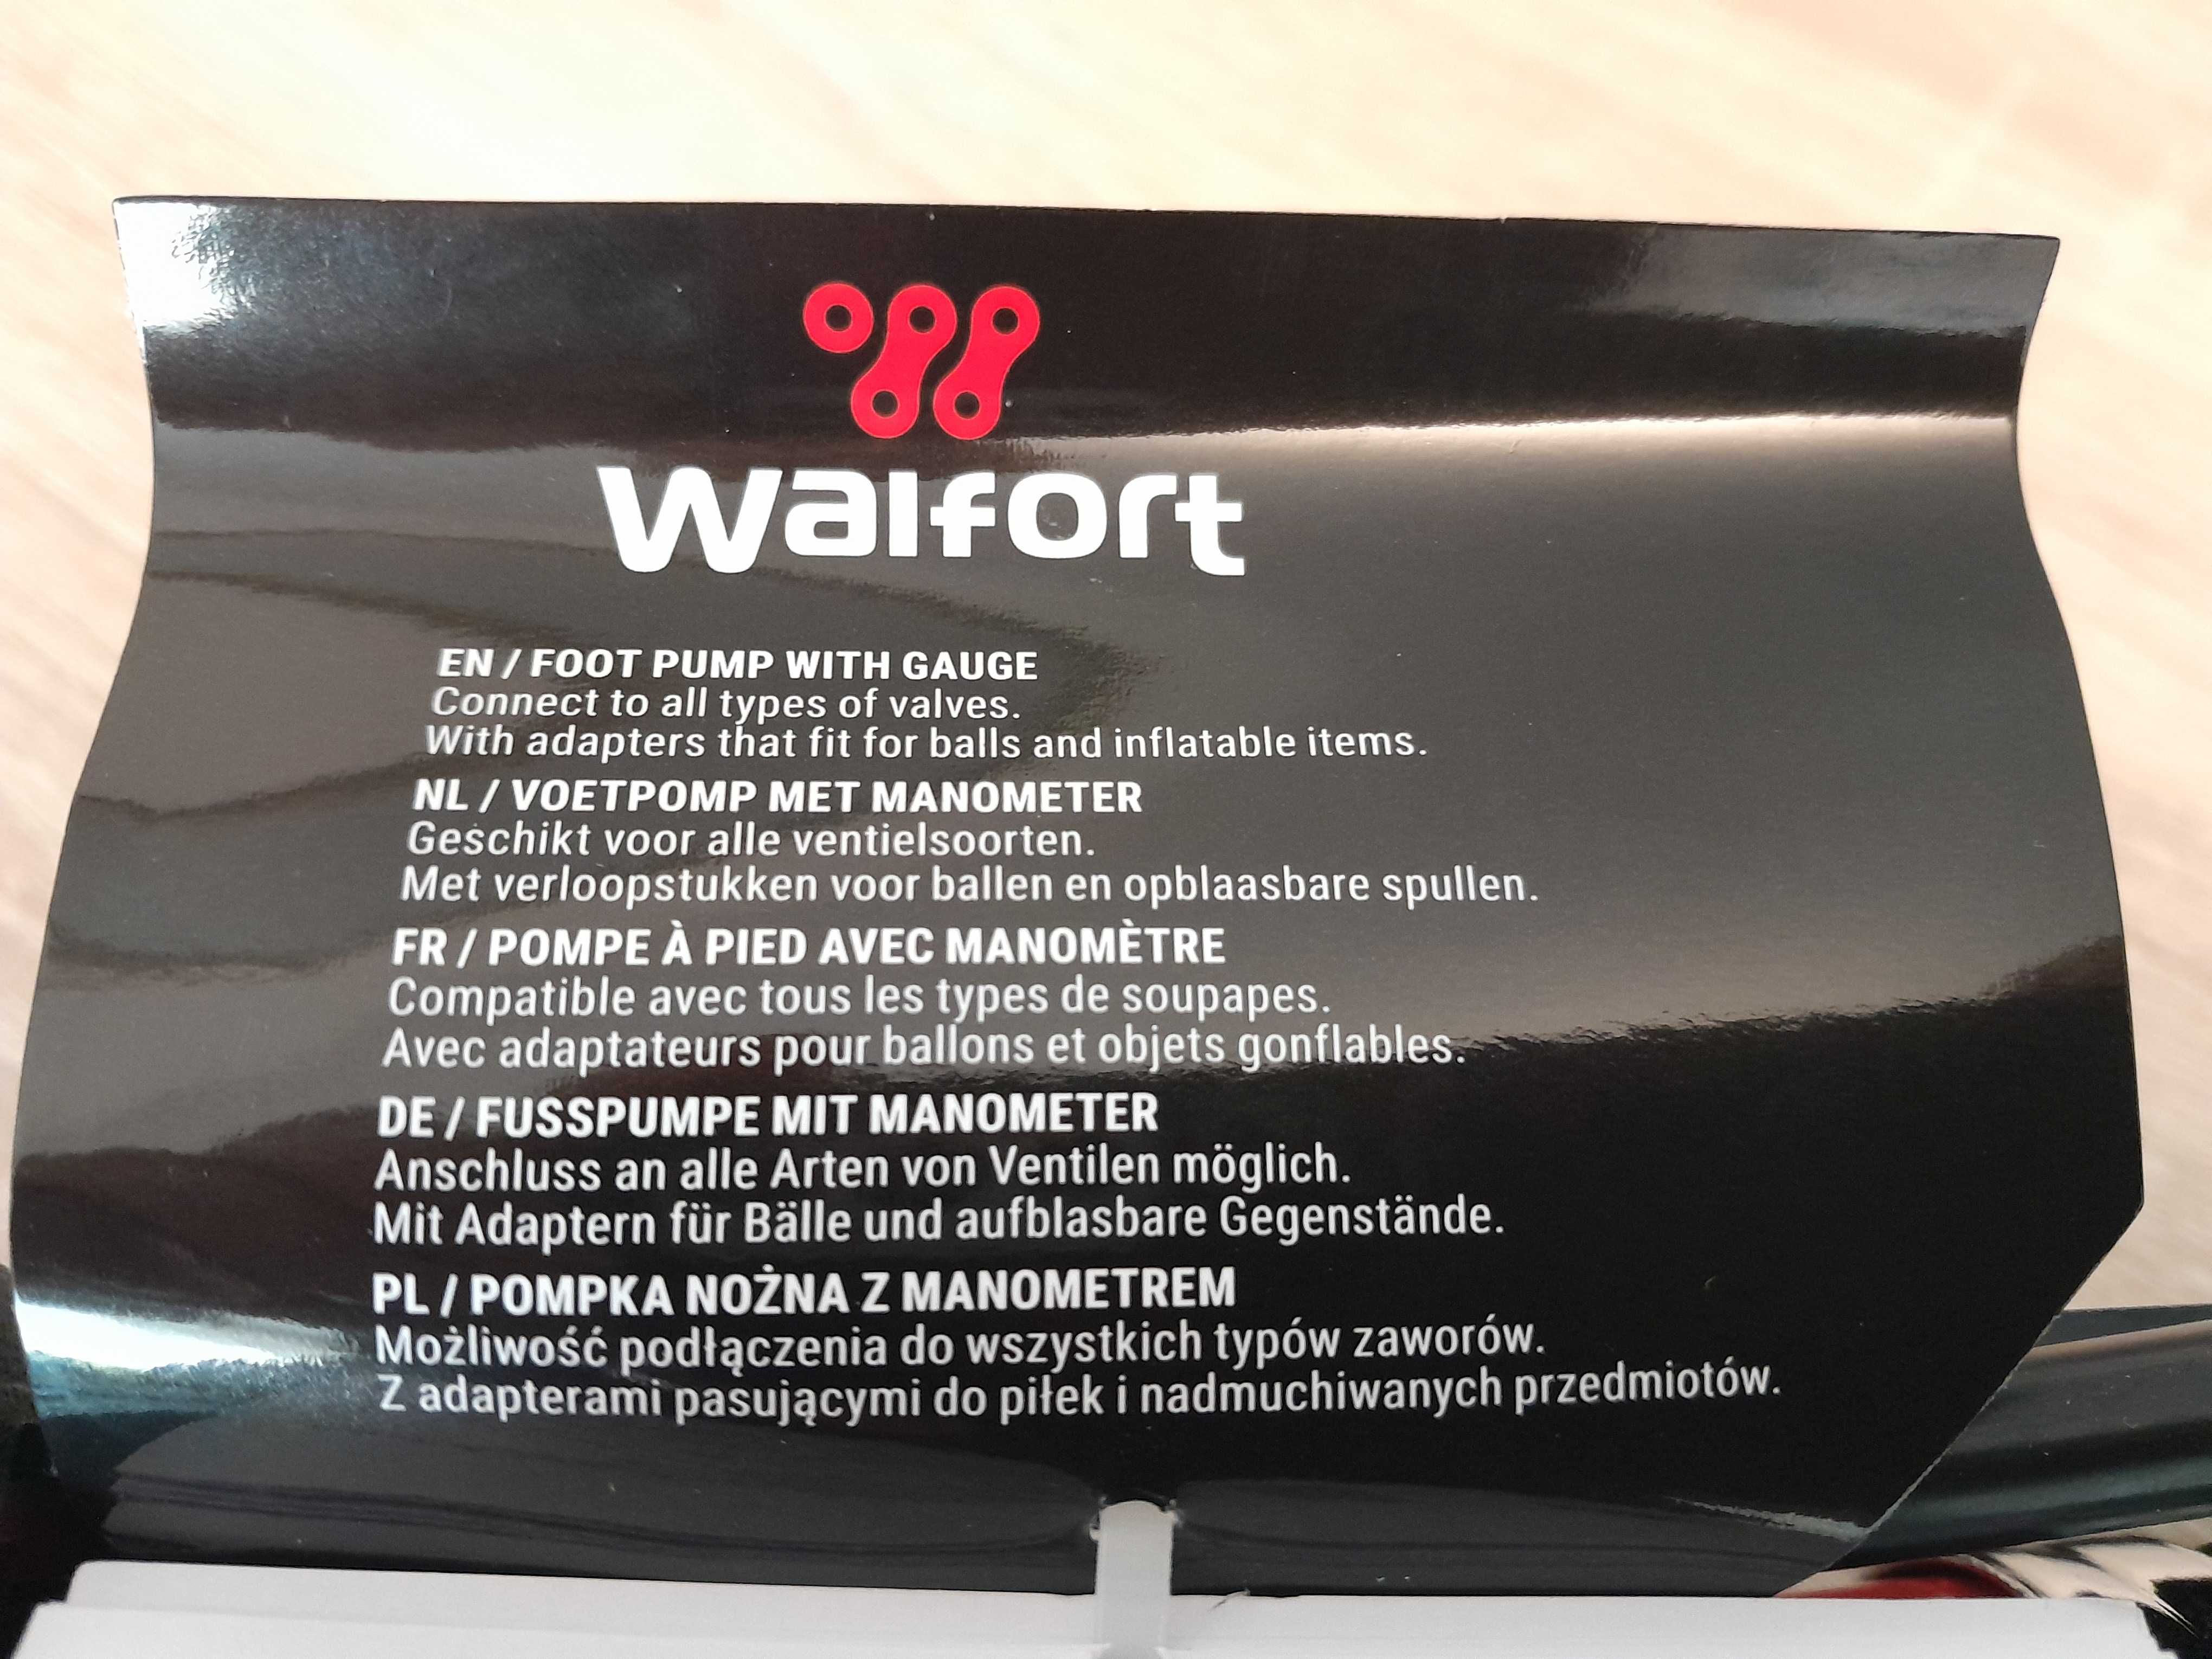 walfort
EN / FOOT PUMP WITH GAUGE
Connect to all types of valves.
With adapters that fit for balls and inflatable items.
NL / VOETPOMP MET MANOMETER
Geschikt voor alle ventielsoorten.
Met verloopstukken voor ballen en opblaasbare spullen.
FR / POMPE À PIED AVEC MANOMÈTRE
Compatible avec tous les types de soupapes.
Avec adaptateurs pour ballons et objets gonflables.
DE / FUSSPUMPE MIT MANOMETER
Anschluss an alle Arten von Ventilen möglich.
Mit Adaptern für Bälle und aufblasbare Gegenstände.
PL / POMPKA NOŻNA Z MANOMETREM
Możliwość podłączenia do wszystkich typów zaworów.
Z adapterami pasującymi do piłek i nadmuchiwanych przedmiotów.